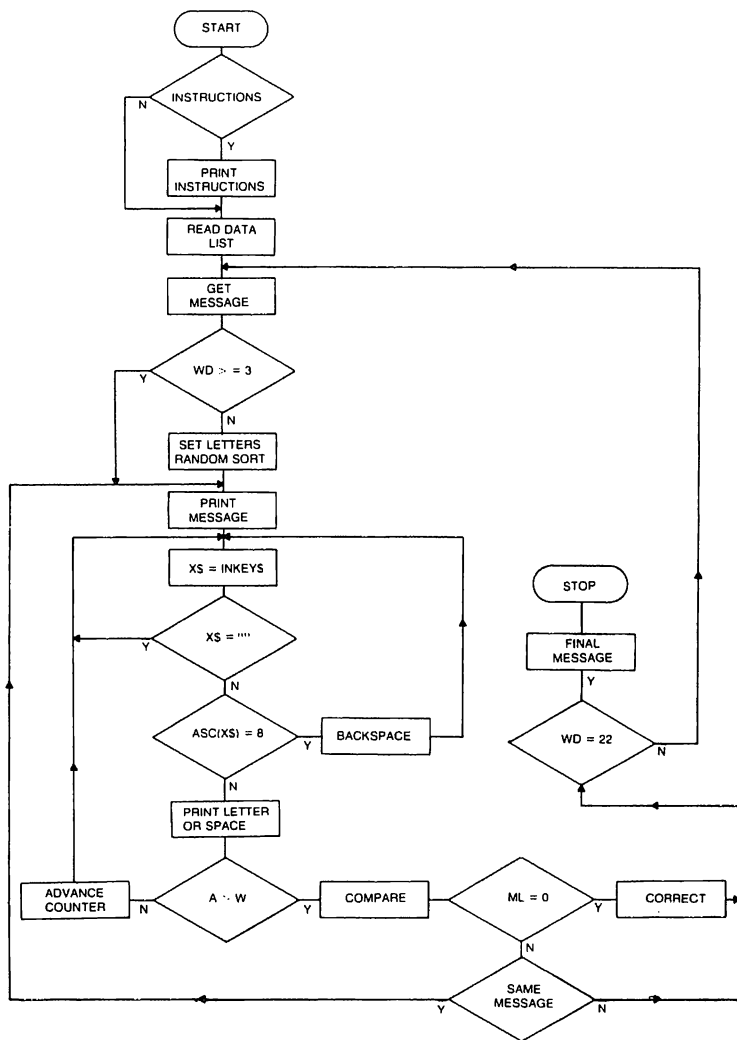 START
INSTRUCTIONS
N
Y
PRINT
INSTRUCTIONS
READ DATA
LIST
GET
MESSAGE
WD > = 3
Y
N
SET LETTERS
RANDOM SORT
PRINT
MESSAGE
X$ = INKEY$
X$ = ""
Y
N
ASC(X$) = 8
Y
BACKSPACE
N
PRINT LETTER
OR SPACE
STOP
FINAL
MESSAGE
Y
WD = 22
N
ADVANCE
COUNTER
N
A > W
Y
COMPARE
ML = 0
Y
CORRECT
N
SAME
MESSAGE
Y
N